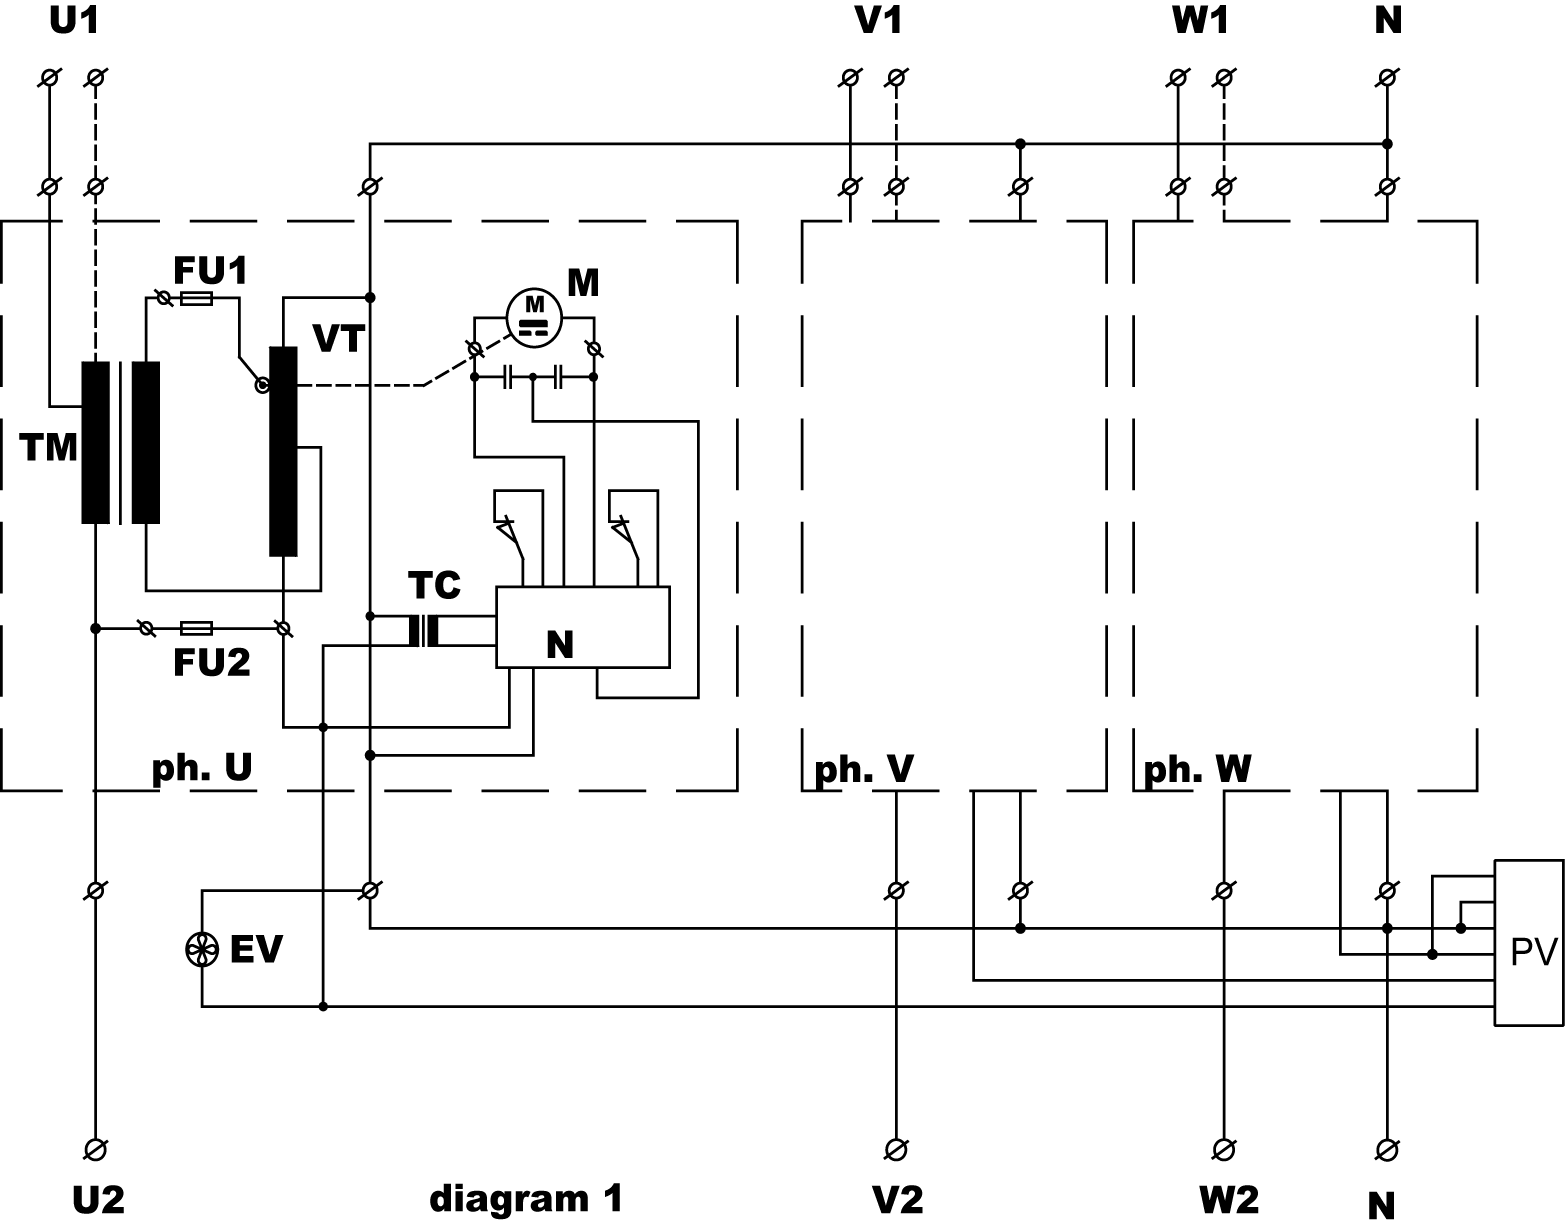 U1 V1 W1 N
FU1
M
M
VT
TM
TC
N
FU2
ph. U ph. V ph. W
EV
PV
U2 diagram 1 V2 W2 N